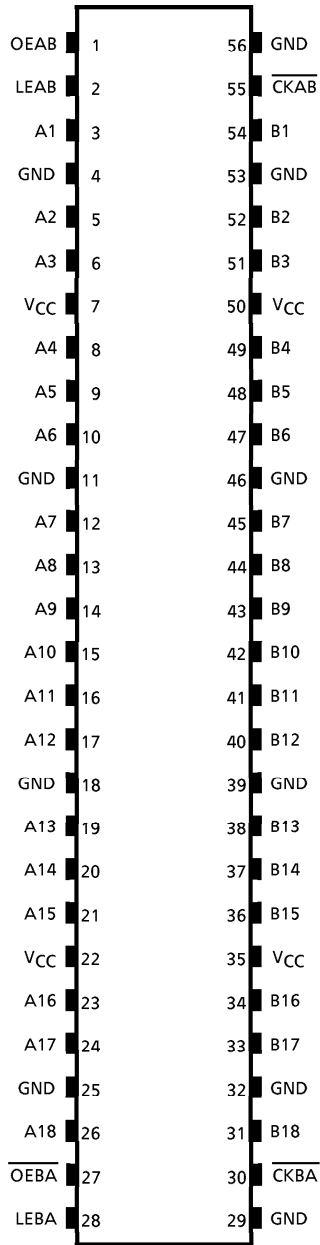 OEAB 1 56 GND
LEAB 2 55 C̅K̅A̅B̅
A1 3 54 B1
GND 4 53 GND
A2 5 52 B2
A3 6 51 B3
VCC 7 50 VCC
A4 8 49 B4
A5 9 48 B5
A6 10 47 B6
GND 11 46 GND
A7 12 45 B7
A8 13 44 B8
A9 14 43 B9
A10 15 42 B10
A11 16 41 B11
A12 17 40 B12
GND 18 39 GND
A13 19 38 B13
A14 20 37 B14
A15 21 36 B15
VCC 22 35 VCC
A16 23 34 B16
A17 24 33 B17
GND 25 32 GND
A18 26 31 B18
O̅E̅B̅A̅ 27 30 C̅K̅B̅A̅
LEBA 28 29 GND